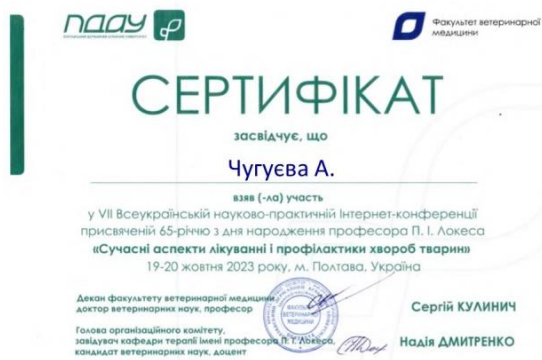 ПДАУ
Факультет ветеринарної
медицини
СЕРТИФІКАТ
засвідчує, що
Чугуєва А.
взяв (-ла) участь
у VII Всеукраїнській науково-практичній Інтернет-конференції
присвяченій 65-річчю з дня народження професора П. І. Локеса
«Сучасні аспекти лікуванні і профілактики хвороб тварин»
19-20 жовтня 2023 року, м. Полтава, Україна
Декан факультету ветеринарної медицини,
доктор ветеринарних наук, професор
Сергій КУЛИНИЧ
Голова організаційного комітету,
завідувач кафедри терапії імені професора П. І. Локеса,
кандидат ветеринарних наук, доцент
Надія ДМИТРЕНКО
ФАКУЛЬТЕТ
ВЕТЕРИНАРНОЇ
МЕДИЦИНИ